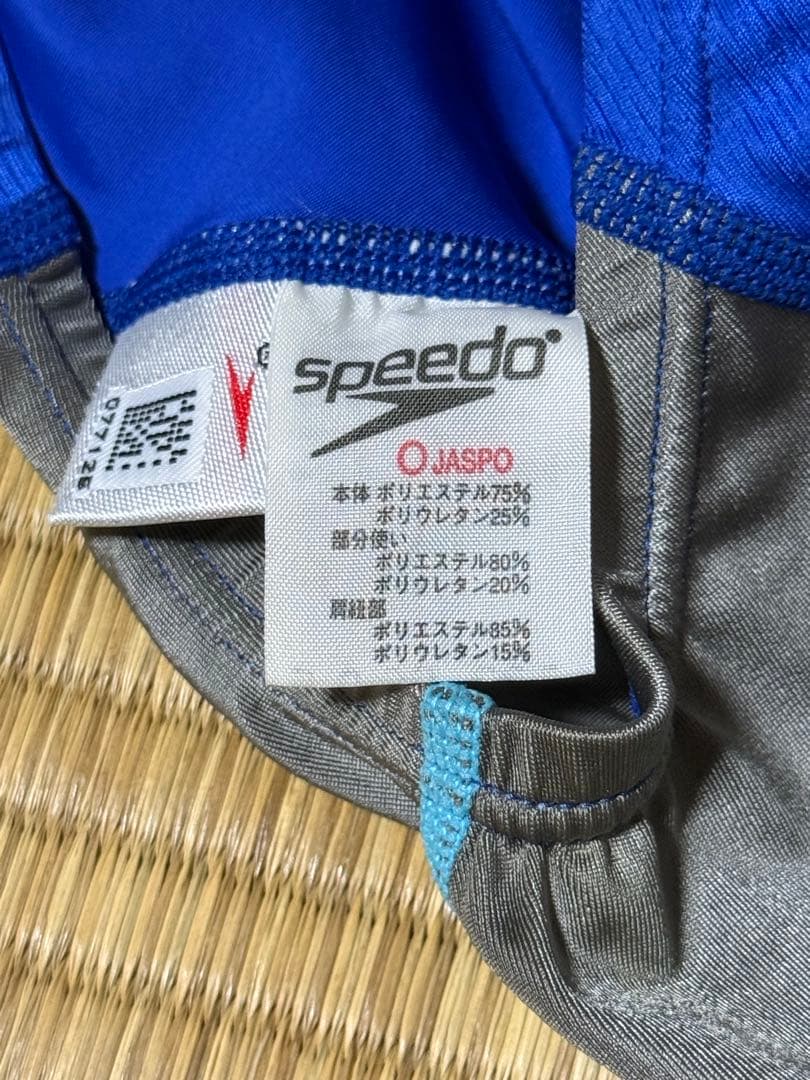 speedo
O JASPO
本体 ポリエステル75%
ポリウレタン25%
部分使い
ポリエステル80%
ポリウレタン20%
肩紐部
ポリエステル85%
ポリウレタン15%
077126